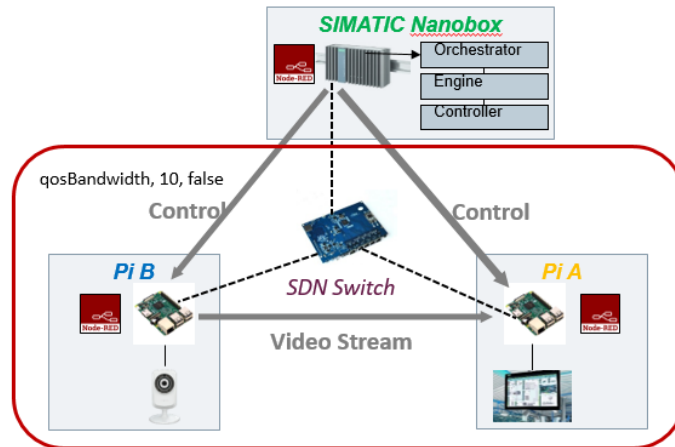 SIMATIC Nanobox
Node-RED
Orchestrator
Engine
Controller
qosBandwidth, 10, false
Control
Control
Pi B
Pi A
SDN Switch
Node-RED
Node-RED
Video Stream